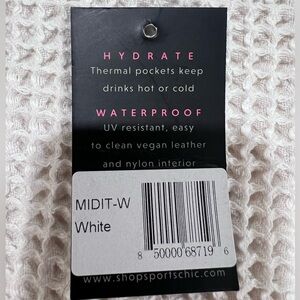 HYDRATE
Thermal pockets keep
drinks hot or cold
WATERPROOF
UV resistant, easy
to clean vegan leather
and nylon interior
MIDIT-W
White
8 50000 68719 6
www.shopsportschic.com